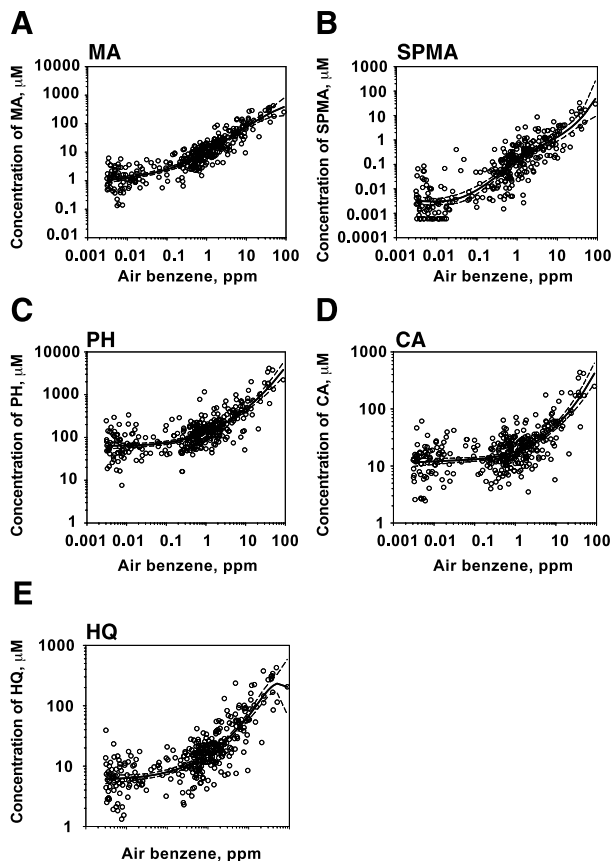 A
MA
Concentration of MA, µM
10000
1000
100
10
1
0.1
0.01
0.001 0.01 0.1 1 10 100
Air benzene, ppm
B
SPMA
Concentration of SPMA, µM
1000
100
10
1
0.1
0.01
0.001
0.0001
0.001 0.01 0.1 1 10 100
Air benzene, ppm
C
PH
Concentration of PH, µM
10000
1000
100
10
1
0.001 0.01 0.1 1 10 100
Air benzene, ppm
D
CA
Concentration of CA, µM
1000
100
10
1
0.001 0.01 0.1 1 10 100
Air benzene, ppm
E
HQ
Concentration of HQ, µM
1000
100
10
1
Air benzene, ppm